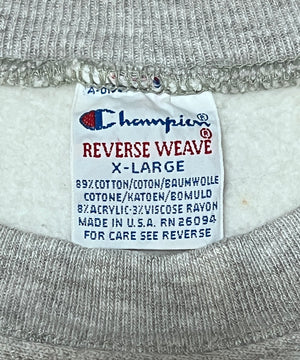 Champion®
REVERSE WEAVE®
X-LARGE
89% COTTON/COTON/BAUMWOLLE
COTONE/KATOEN/BOMULD
8% ACRYLIC-3% VISCOSE RAYON
MADE IN U.S.A. RN 26094
FOR CARE SEE REVERSE